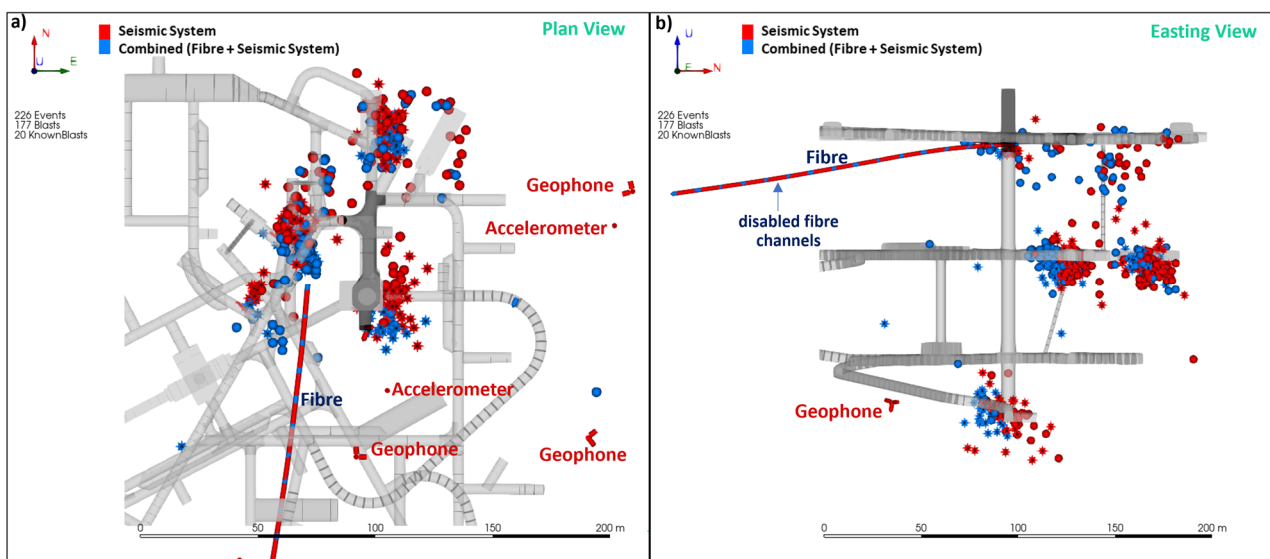 a)
N
U
E
Seismic System
Combined (Fibre + Seismic System)
Plan View
226 Events
177 Blasts
20 KnownBlasts
Geophone
Accelerometer
Fibre
Accelerometer
Geophone
Geophone
0 50 100 150 200 m
b)
U
E
N
Seismic System
Combined (Fibre + Seismic System)
Easting View
226 Events
177 Blasts
20 KnownBlasts
Fibre
disabled fibre
channels
Geophone
0 50 100 150 200 m